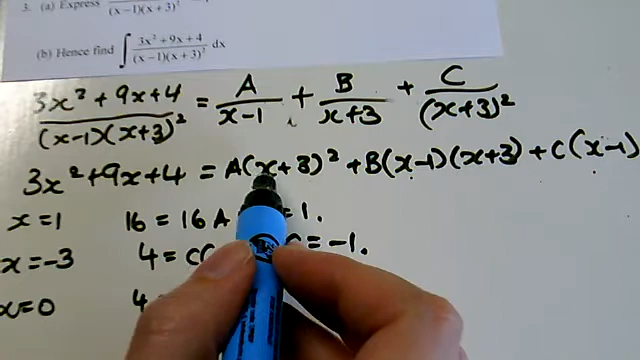 3. (a) Express
(x−1)(x+3)²
(b) Hence find ∫ (3x²+9x+4)/((x−1)(x+3)²) dx
(3x²+9x+4)/((x−1)(x+3)²) = A/(x−1) + B/(x+3) + C/(x+3)²
3x²+9x+4 = A(x+3)² + B(x−1)(x+3) + C(x−1)
x=1 16 = 16A =1.
x=−3 4 = C( C=−1.
x=0 4